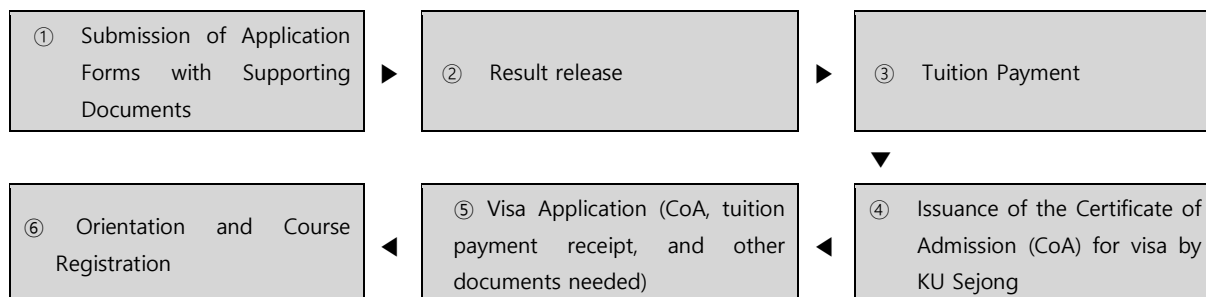 ① Submission of Application
Forms with Supporting
Documents
▶
② Result release
▶
③ Tuition Payment
▼
④ Issuance of the Certificate of
Admission (CoA) for visa by
KU Sejong
◀
⑤ Visa Application (CoA, tuition
payment receipt, and other
documents needed)
◀
⑥ Orientation and Course
Registration